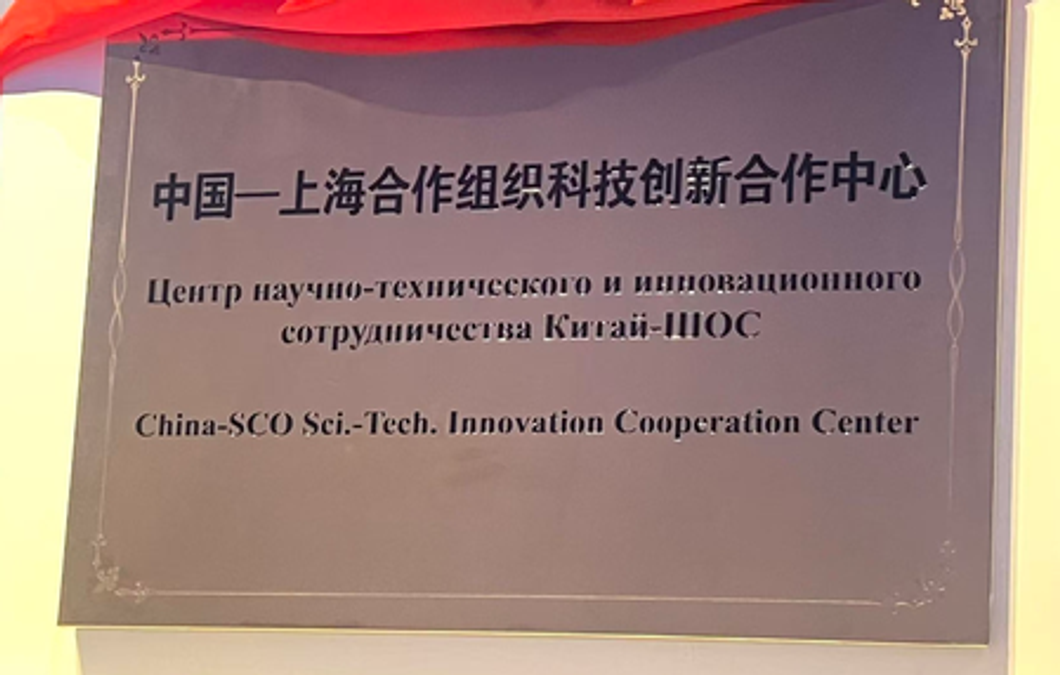 中国—上海合作组织科技创新合作中心
Центр научно-технического и инновационного
сотрудничества Китай-ШОС
China-SCO Sci.-Tech. Innovation Cooperation Center